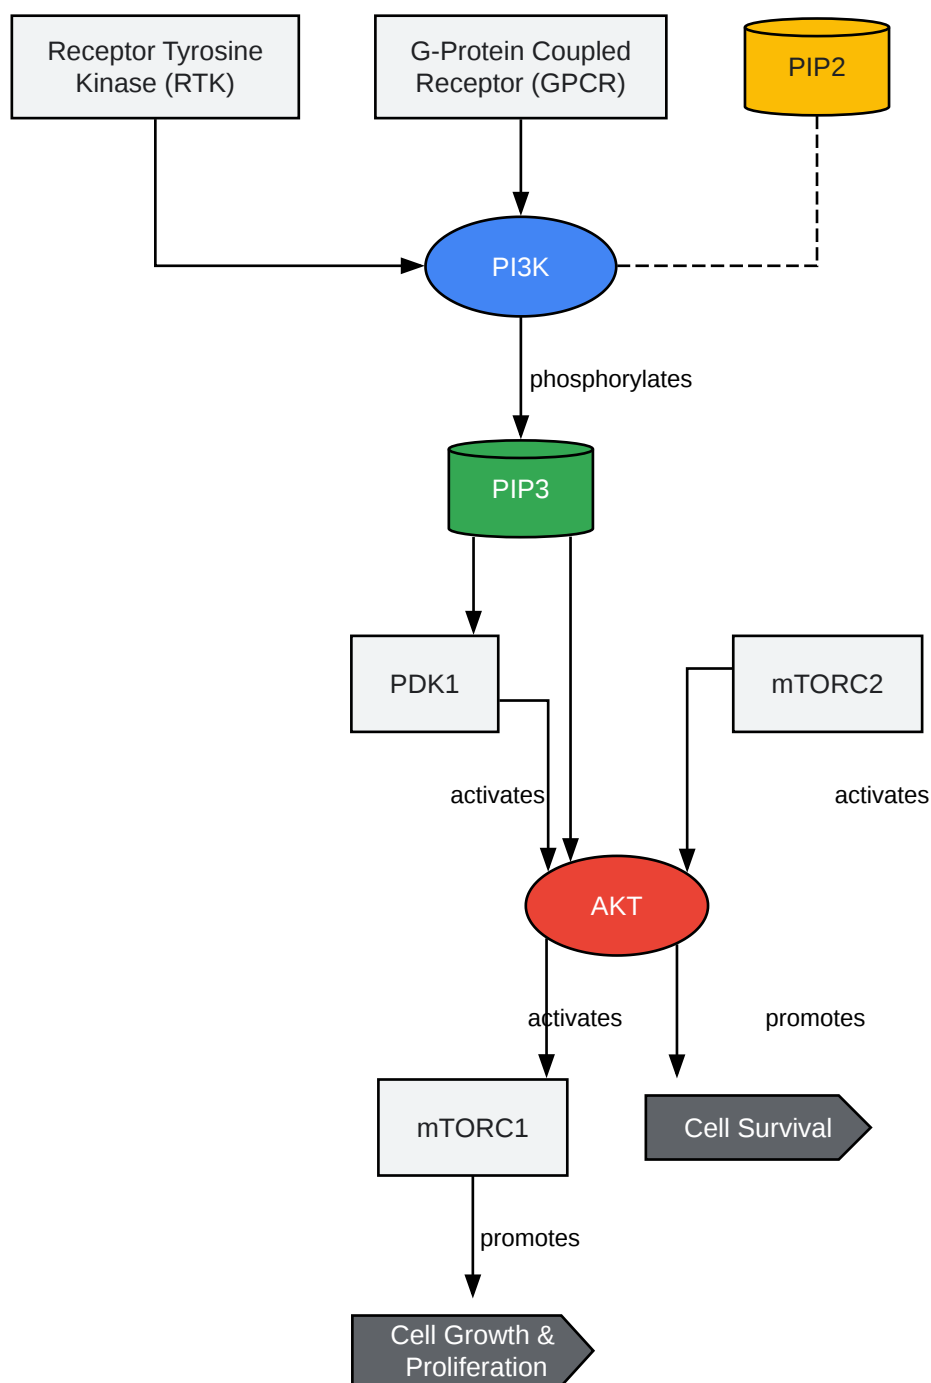 Receptor Tyrosine
Kinase (RTK)
G-Protein Coupled
Receptor (GPCR)
PIP2
PI3K
phosphorylates
PIP3
PDK1
mTORC2
activates
activates
AKT
activates
promotes
mTORC1
Cell Survival
promotes
Cell Growth &
Proliferation